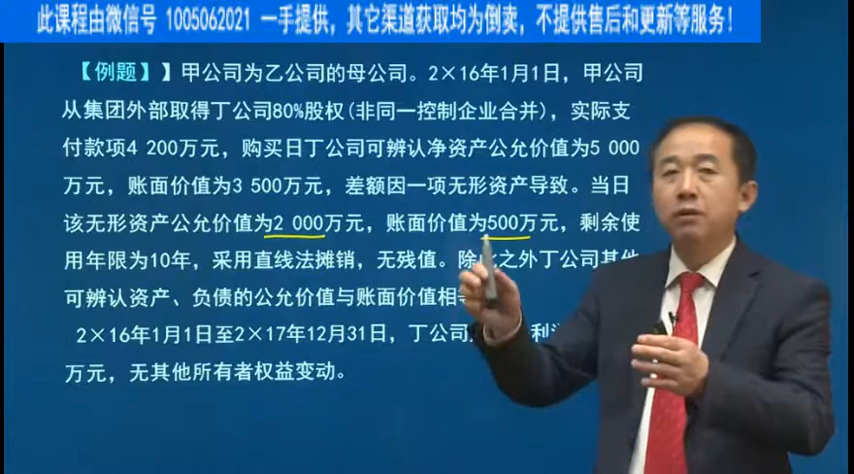 此课程由微信号 1005062021 一手提供，其它渠道获取均为倒卖，不提供售后和更新等服务！
【例题】】甲公司为乙公司的母公司。2×16年1月1日，甲公司
从集团外部取得丁公司80%股权(非同一控制企业合并)，实际支
付款项4 200万元，购买日丁公司可辨认净资产公允价值为5 000
万元，账面价值为3 500万元，差额因一项无形资产导致。当日
该无形资产公允价值为2 000万元，账面价值为500万元，剩余使
用年限为10年，采用直线法摊销，无残值。除此之外丁公司其他
可辨认资产、负债的公允价值与账面价值相
2×16年1月1日至2×17年12月31日，丁公司 利
万元，无其他所有者权益变动。